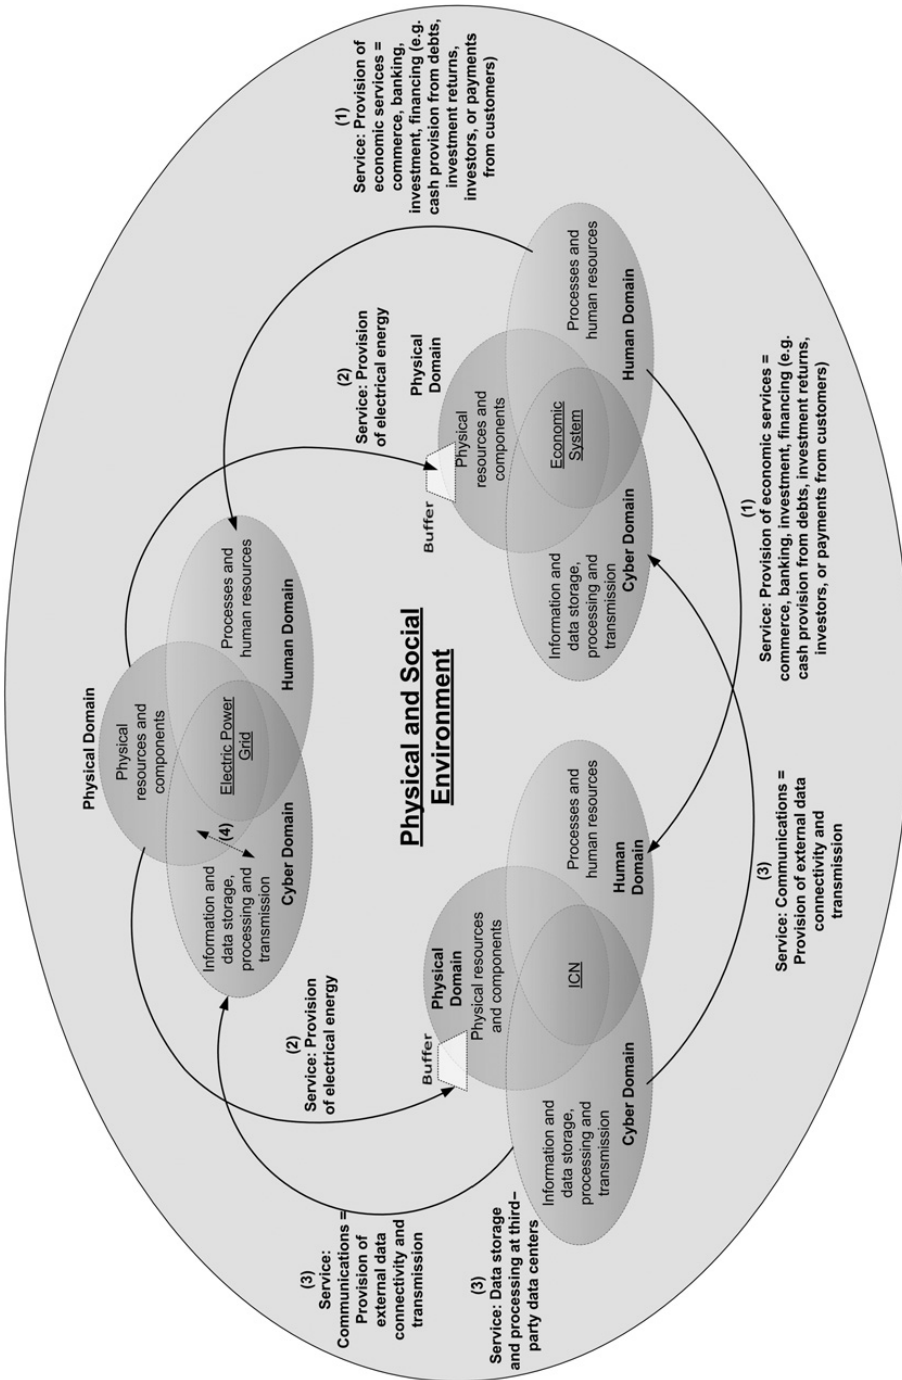 Physical Domain
Physical
resources and
components
Electric Power
Grid
(4)
Information and
data storage,
processing and
transmission
Cyber Domain
Processes and
human resources
Human Domain
(1)
Service: Provision of
economic services =
commerce, banking,
investment, financing (e.g.
cash provision from debts,
investment returns,
investors, or payments
from customers)
(2)
Service: Provision
of electrical energy
(2)
Service: Provision
of electrical energy
Physical and Social
Environment
(3)
Service:
Communications =
Provision of
external data
connectivity and
transmission
(3)
Service: Data storage
and processing at third–
party data centers
Buffer
Physical
Domain
Physical resources
and components
ICN
Information and
data storage,
processing and
transmission
Cyber Domain
Processes and
human resources
Human
Domain
Buffer
Physical
Domain
Physical
resources and
components
Economic
System
Information and
data storage,
processing and
transmission
Cyber Domain
Processes and
human resources
Human Domain
(3)
Service: Communications =
Provision of external data
connectivity and
transmission
(1)
Service: Provision of economic services =
commerce, banking, investment, financing (e.g.
cash provision from debts, investment returns,
investors, or payments from customers)